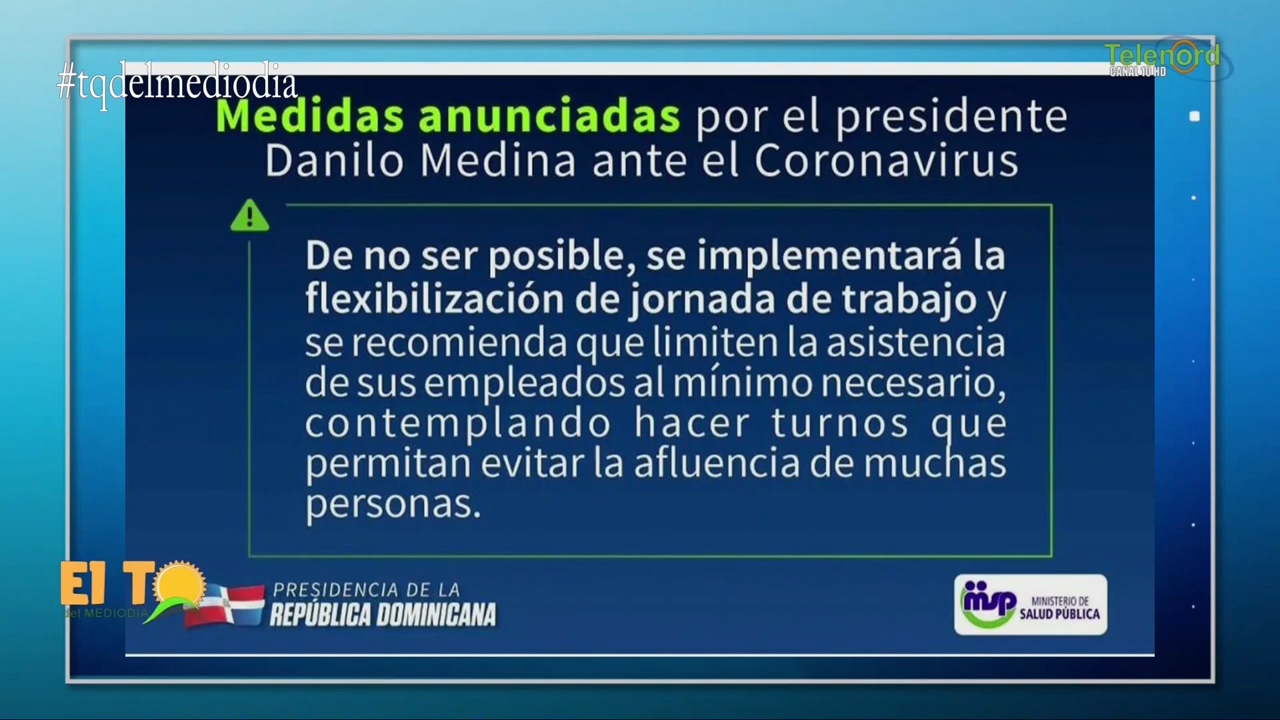 #tqdelmediodia
Telenord
CANAL 10 HD
Medidas anunciadas por el presidente
Danilo Medina ante el Coronavirus
De no ser posible, se implementará la
flexibilización de jornada de trabajo y
se recomienda que limiten la asistencia
de sus empleados al mínimo necesario,
contemplando hacer turnos que
permitan evitar la afluencia de muchas
personas.
El T
del MEDIODIA
PRESIDENCIA DE LA
REPÚBLICA DOMINICANA
msp
MINISTERIO DE
SALUD PÚBLICA